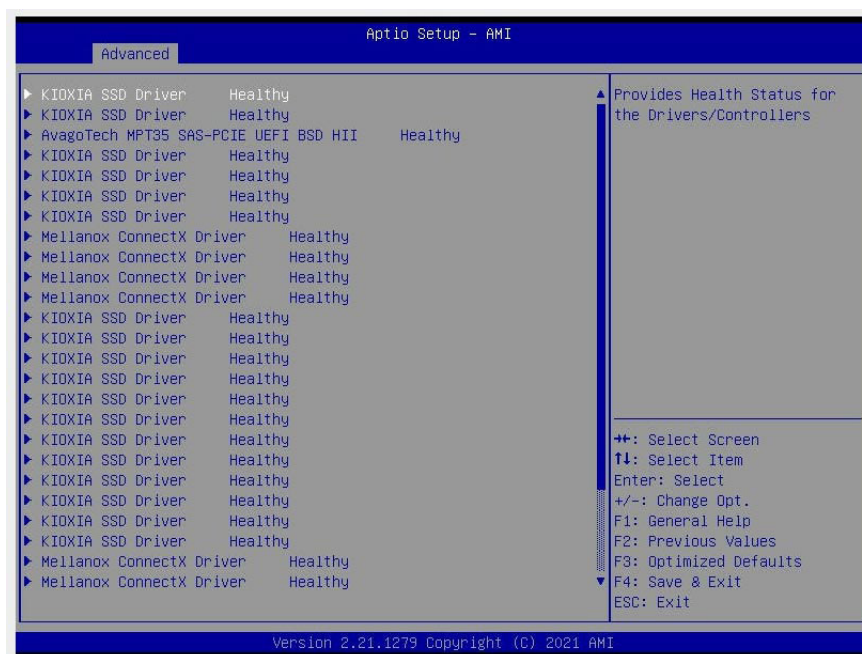 Aptio Setup - AMI
Advanced
KIOXIA SSD Driver Healthy
KIOXIA SSD Driver Healthy
AvagoTech MPT35 SAS-PCIE UEFI BSD HII Healthy
KIOXIA SSD Driver Healthy
KIOXIA SSD Driver Healthy
KIOXIA SSD Driver Healthy
KIOXIA SSD Driver Healthy
Mellanox ConnectX Driver Healthy
Mellanox ConnectX Driver Healthy
Mellanox ConnectX Driver Healthy
Mellanox ConnectX Driver Healthy
KIOXIA SSD Driver Healthy
KIOXIA SSD Driver Healthy
KIOXIA SSD Driver Healthy
KIOXIA SSD Driver Healthy
KIOXIA SSD Driver Healthy
KIOXIA SSD Driver Healthy
KIOXIA SSD Driver Healthy
KIOXIA SSD Driver Healthy
KIOXIA SSD Driver Healthy
KIOXIA SSD Driver Healthy
KIOXIA SSD Driver Healthy
KIOXIA SSD Driver Healthy
Mellanox ConnectX Driver Healthy
Mellanox ConnectX Driver Healthy
Provides Health Status for
the Drivers/Controllers
→←: Select Screen
↑↓: Select Item
Enter: Select
+/-: Change Opt.
F1: General Help
F2: Previous Values
F3: Optimized Defaults
F4: Save & Exit
ESC: Exit
Version 2.21.1279 Copyright (C) 2021 AMI